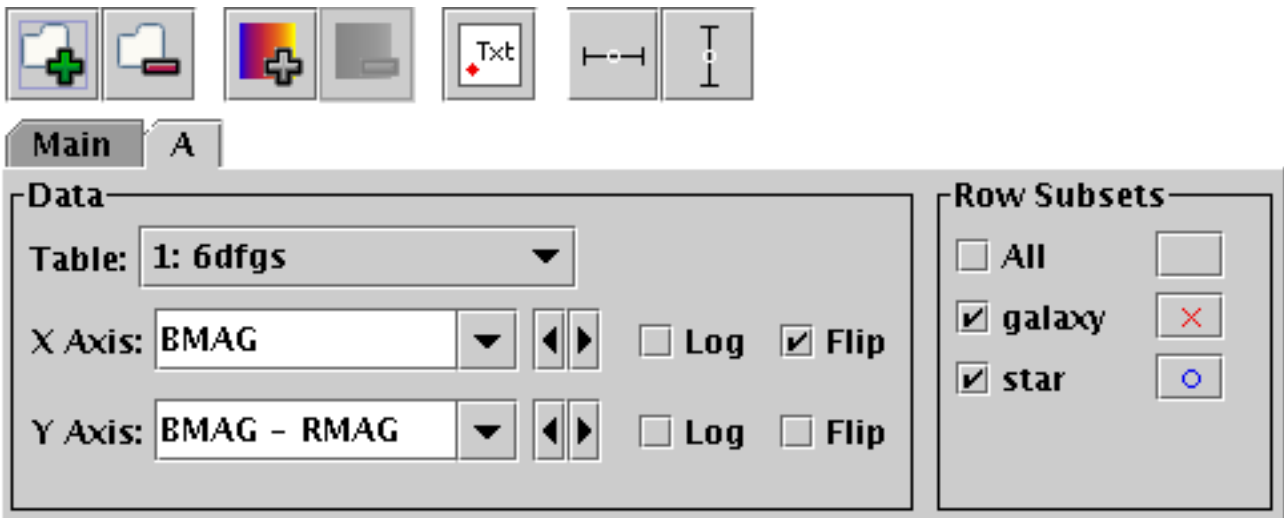 Txt
Main A
Data
Table: 1: 6dfgs
X Axis: BMAG Log Flip
Y Axis: BMAG - RMAG Log Flip
Row Subsets
All
galaxy
star